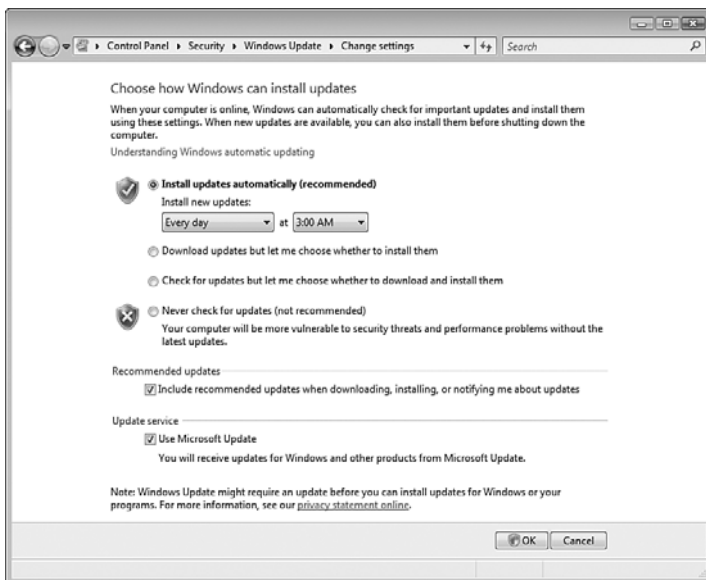 Control Panel Security Windows Update Change settings Search
Choose how Windows can install updates
When your computer is online, Windows can automatically check for important updates and install them
using these settings. When new updates are available, you can also install them before shutting down the
computer.
Understanding Windows automatic updating
Install updates automatically (recommended)
Install new updates:
Every day at 3:00 AM
Download updates but let me choose whether to install them
Check for updates but let me choose whether to download and install them
Never check for updates (not recommended)
Your computer will be more vulnerable to security threats and performance problems without the
latest updates.
Recommended updates
Include recommended updates when downloading, installing, or notifying me about updates
Update service
Use Microsoft Update
You will receive updates for Windows and other products from Microsoft Update.
Note: Windows Update might require an update before you can install updates for Windows or your
programs. For more information, see our privacy statement online.
OK Cancel